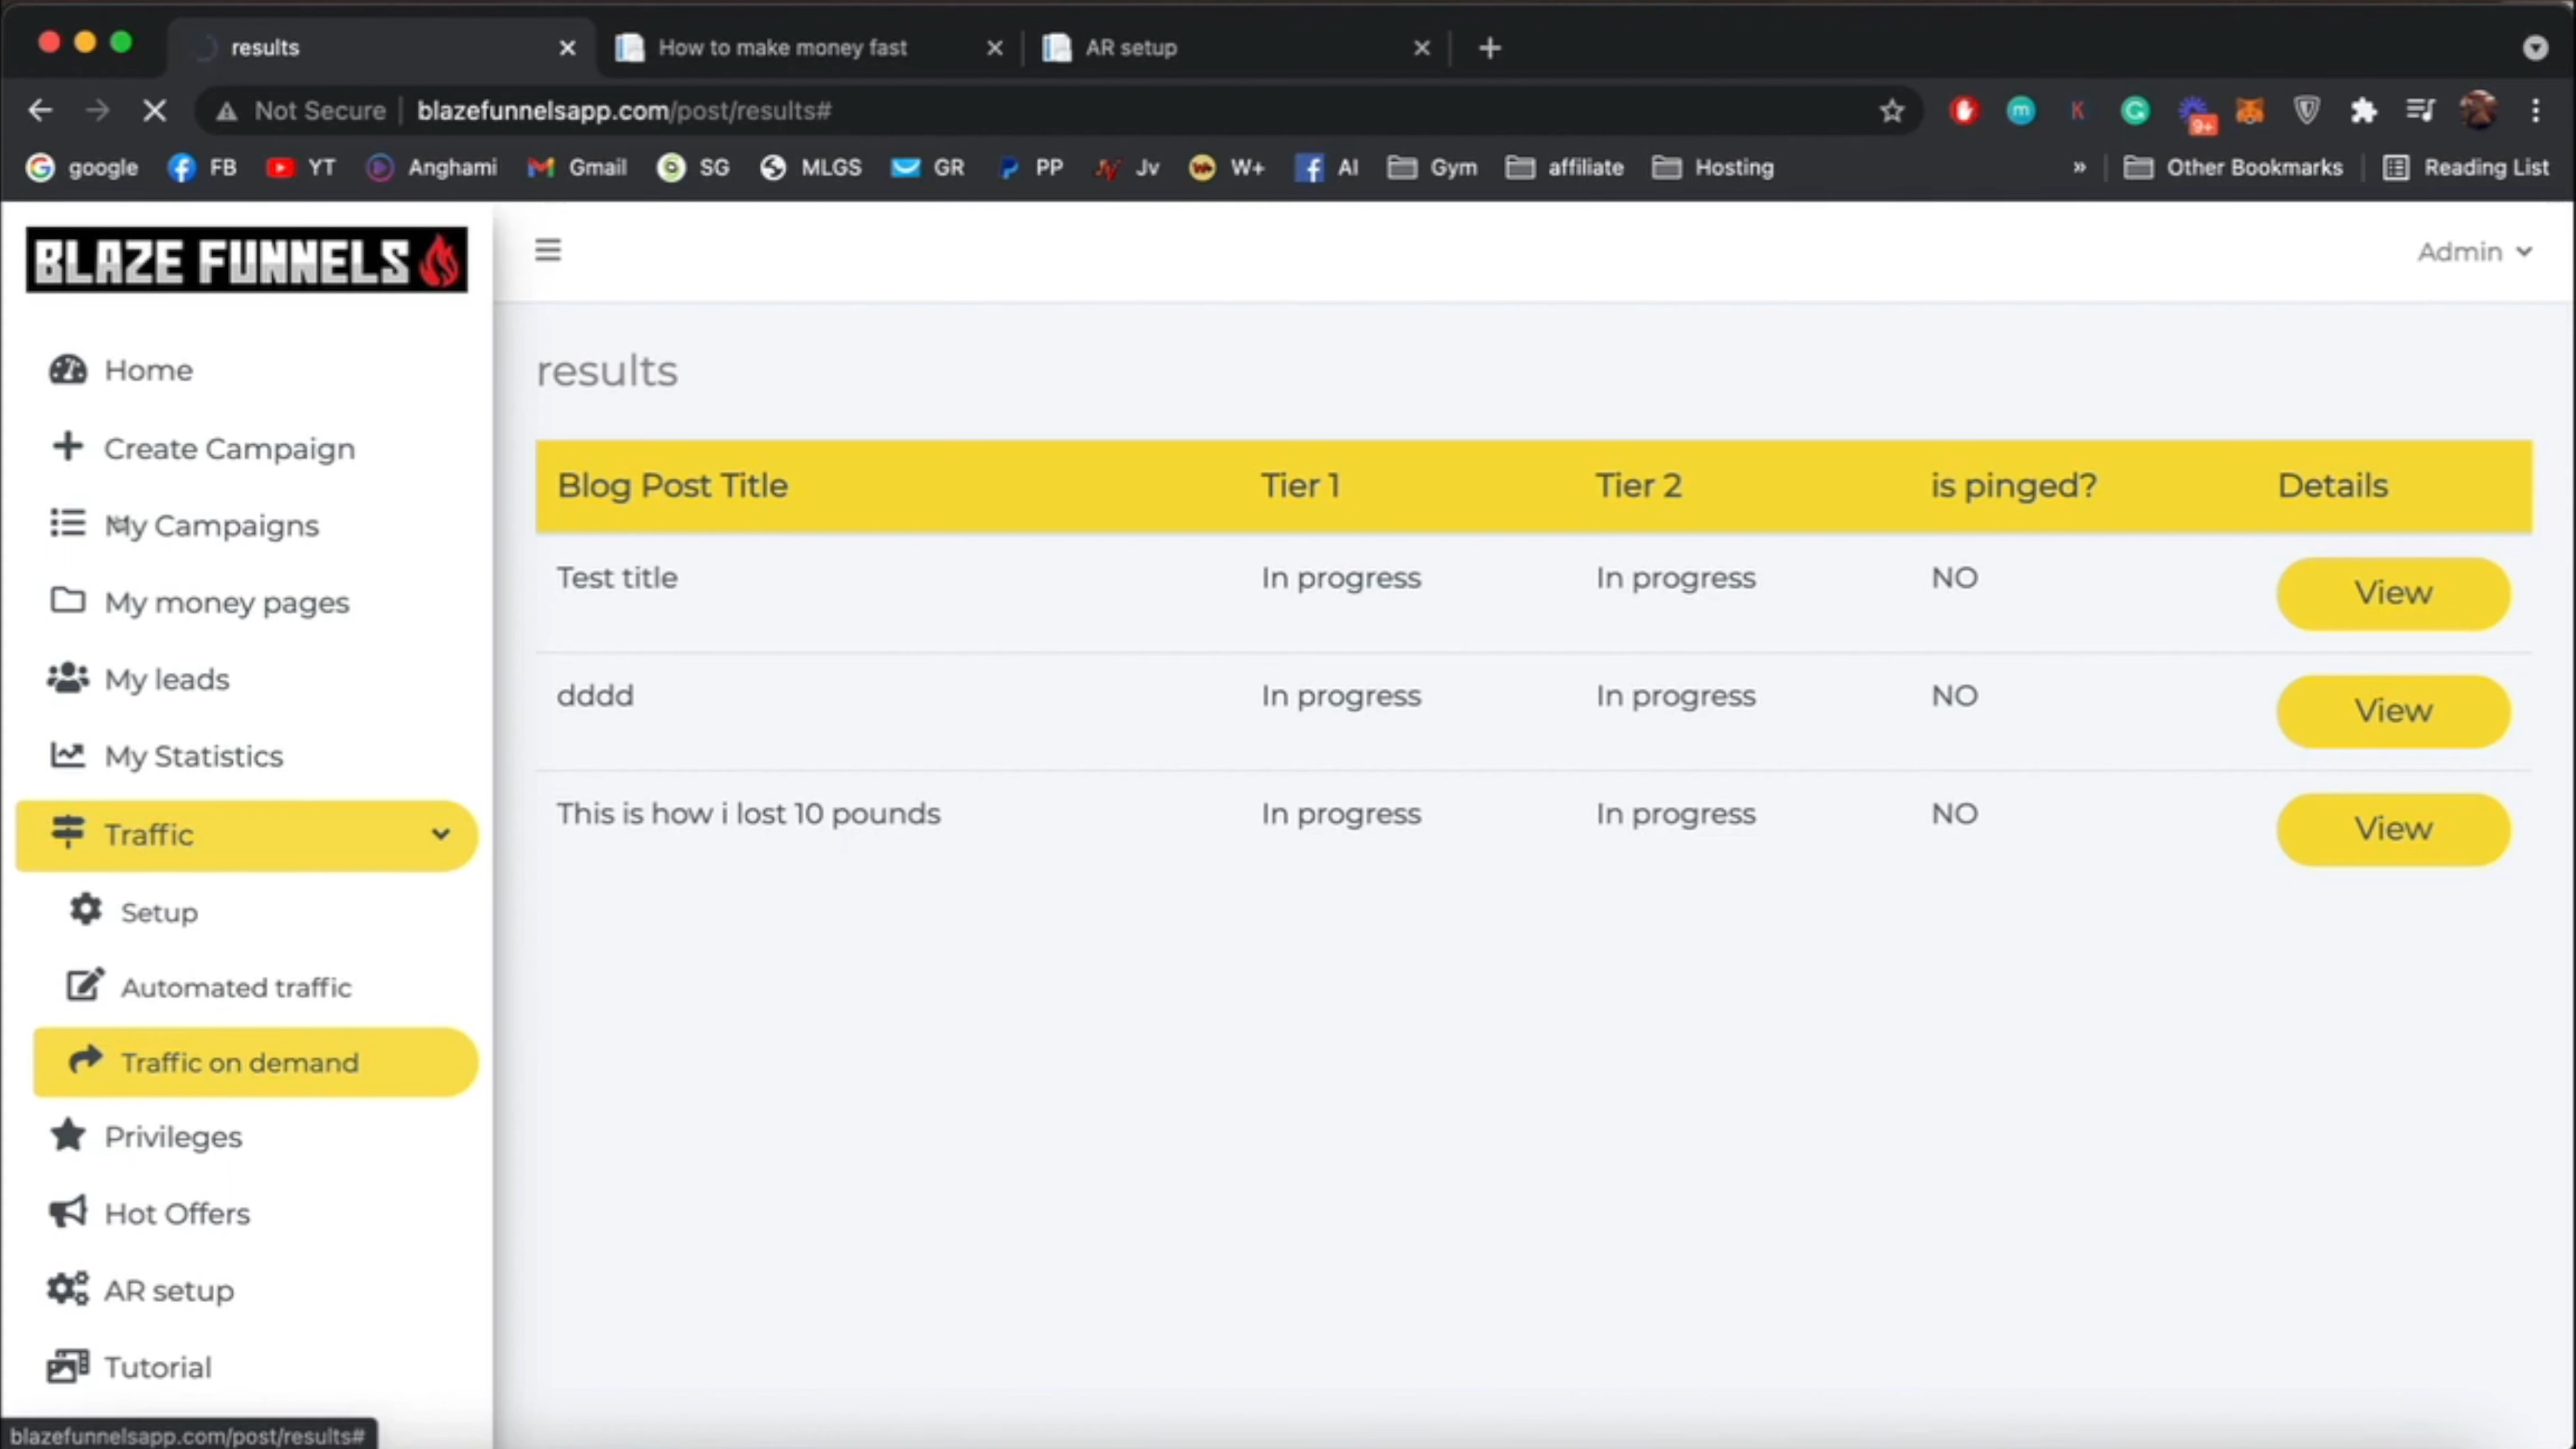 results
How to make money fast
AR setup
Not Secure
blazefunnelsapp.com/post/results#
google
FB
YT
Anghami
Gmail
SG
MLGS
GR
PP
Jv
W+
AI
Gym
affiliate
Hosting
»
Other Bookmarks
Reading List
9+
BLAZE FUNNELS
Admin
Home
Create Campaign
My Campaigns
My money pages
My leads
My Statistics
Traffic
Setup
Automated traffic
Traffic on demand
Privileges
Hot Offers
AR setup
Tutorial
results
Blog Post Title Tier 1 Tier 2 is pinged? Details
Test title In progress In progress NO View
dddd In progress In progress NO View
This is how i lost 10 pounds In progress In progress NO View
blazefunnelsapp.com/post/results#